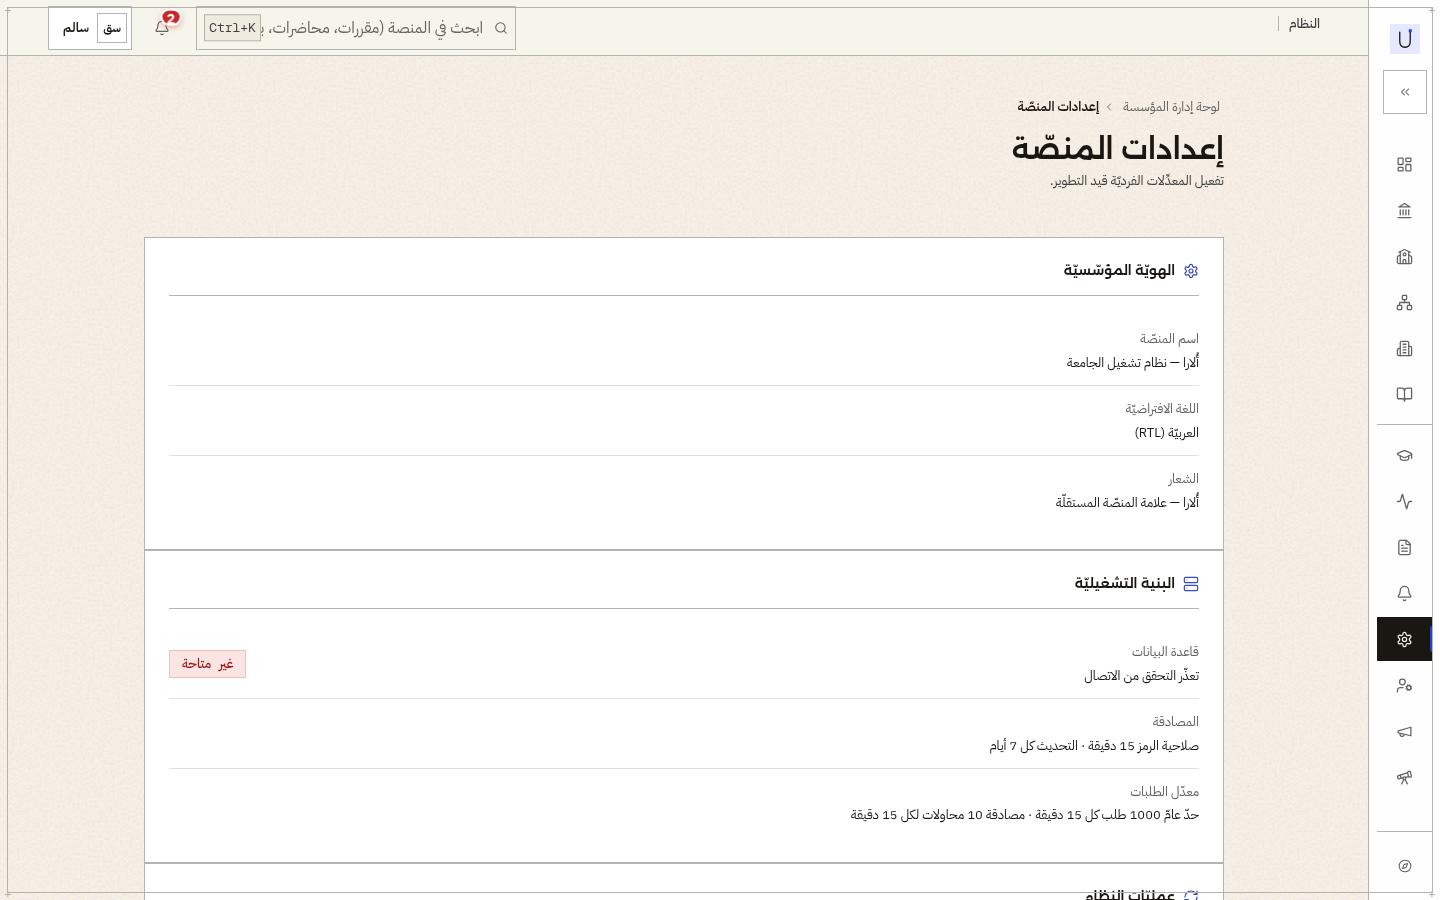 النظام
ابحث في المنصة (مقررات، محاضرات، ب
Ctrl+K
2
سق
سالم
لوحة إدارة المؤسسة › إعدادات المنصّة
إعدادات المنصّة
تفعيل المعدّلات الفرديّة قيد التطوير.
الهويّة المؤسّسيّة
اسم المنصّة
ألارا — نظام تشغيل الجامعة
اللغة الافتراضيّة
العربيّة (RTL)
الشعار
ألارا — علامة المنصّة المستقلّة
البنية التشغيليّة
قاعدة البيانات
تعذّر التحقق من الاتصال
غير متاحة
المصادقة
صلاحية الرمز 15 دقيقة · التحديث كل 7 أيام
معدّل الطلبات
حدّ عامّ 1000 طلب كل 15 دقيقة · مصادقة 10 محاولات لكل 15 دقيقة
عمليّات النظام